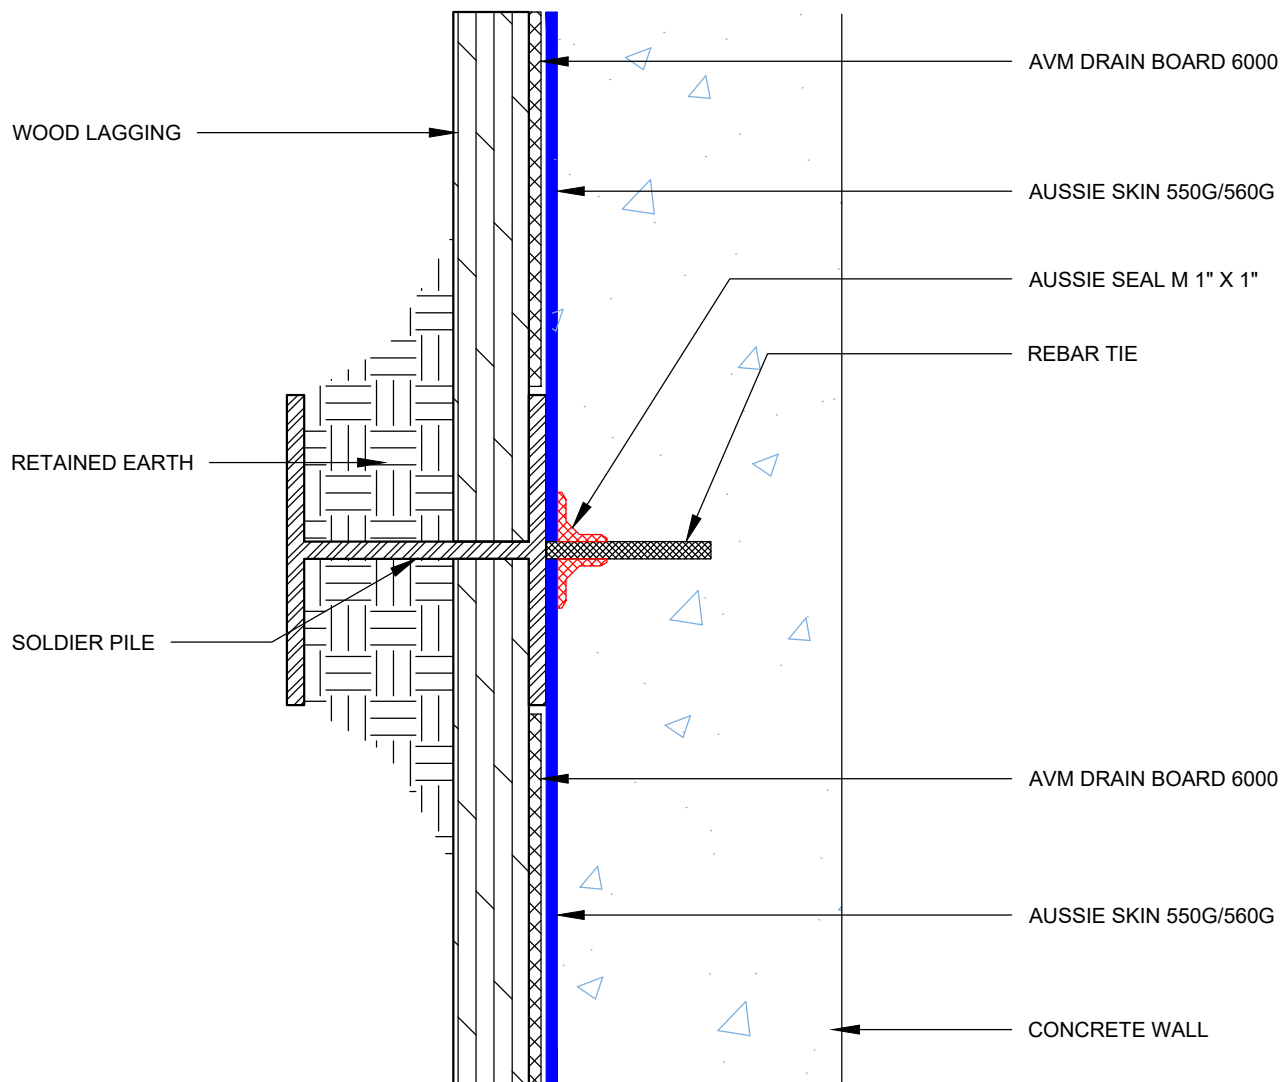 AVM DRAIN BOARD 6000
WOOD LAGGING
AUSSIE SKIN 550G/560G
AUSSIE SEAL M 1" X 1"
REBAR TIE
RETAINED EARTH
SOLDIER PILE
AVM DRAIN BOARD 6000
AUSSIE SKIN 550G/560G
CONCRETE WALL